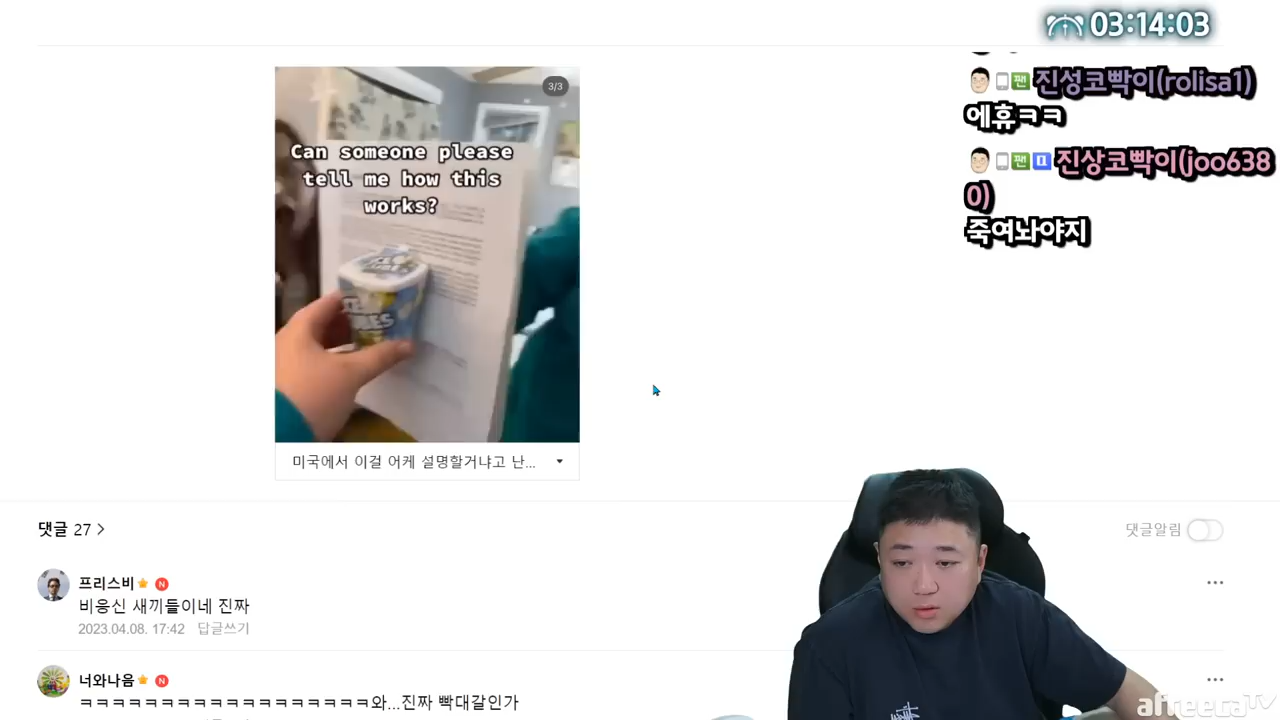 03:14:03
진성코빡이(rolisa1)
에휴ㅋㅋ
진상코빡이(joo638
0)
죽여놔야지
3/3
Can someone please
tell me how this
works?
ICE
CUBES
미국에서 이걸 어케 설명할거냐고 난...
댓글 27
댓글알림
프리스비 N
비응신 새끼들이네 진짜
2023.04.08. 17:42 답글쓰기
너와나음 N
ㅋㅋㅋㅋㅋㅋㅋㅋㅋㅋㅋㅋㅋㅋㅋㅋㅋㅋ와...진짜 빡대갈인가
afreecaTV